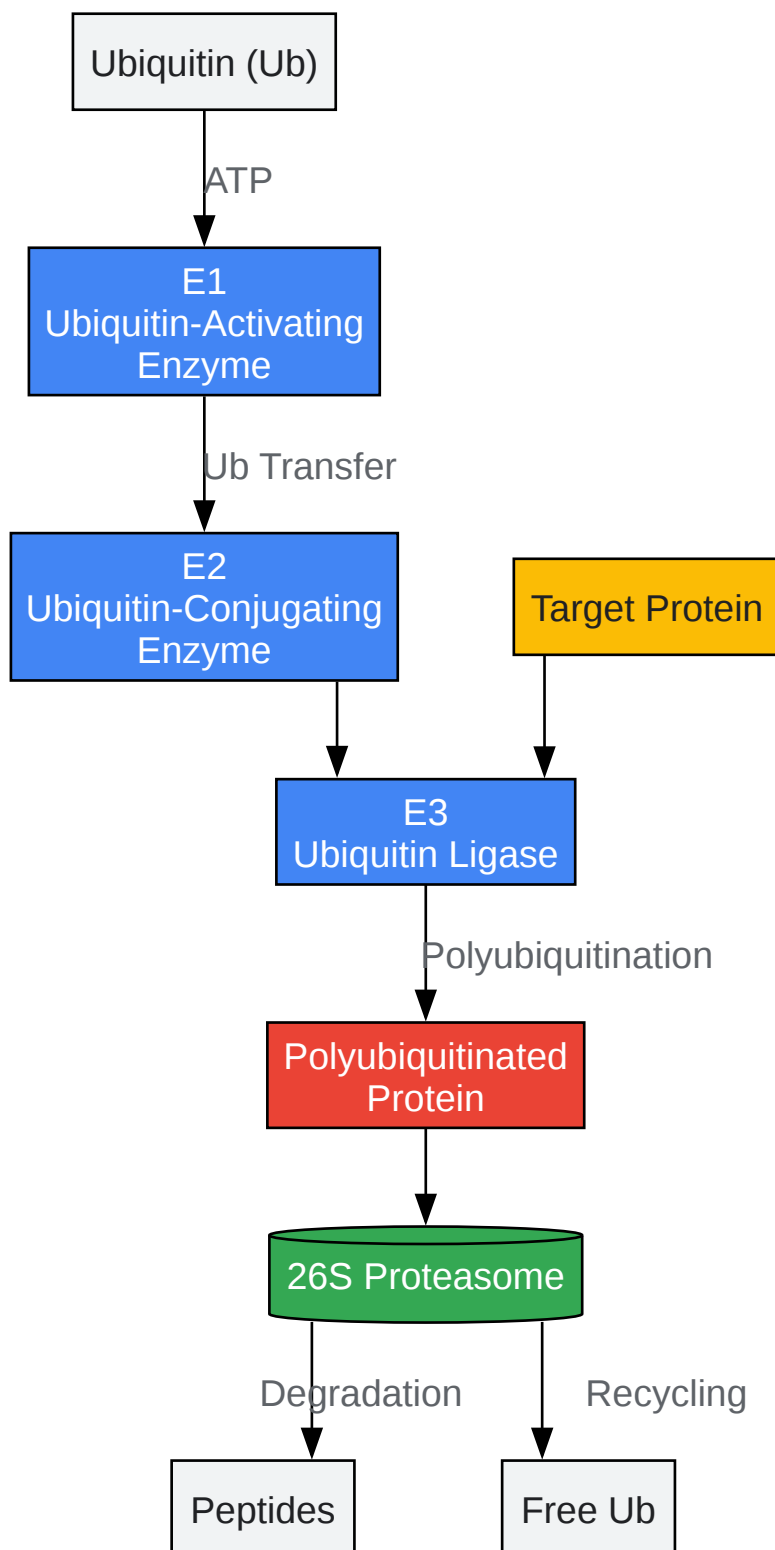 Ubiquitin (Ub)
ATP
E1
Ubiquitin-Activating
Enzyme
Ub Transfer
E2
Ubiquitin-Conjugating
Enzyme
Target Protein
E3
Ubiquitin Ligase
Polyubiquitination
Polyubiquitinated
Protein
26S Proteasome
Degradation
Recycling
Peptides
Free Ub